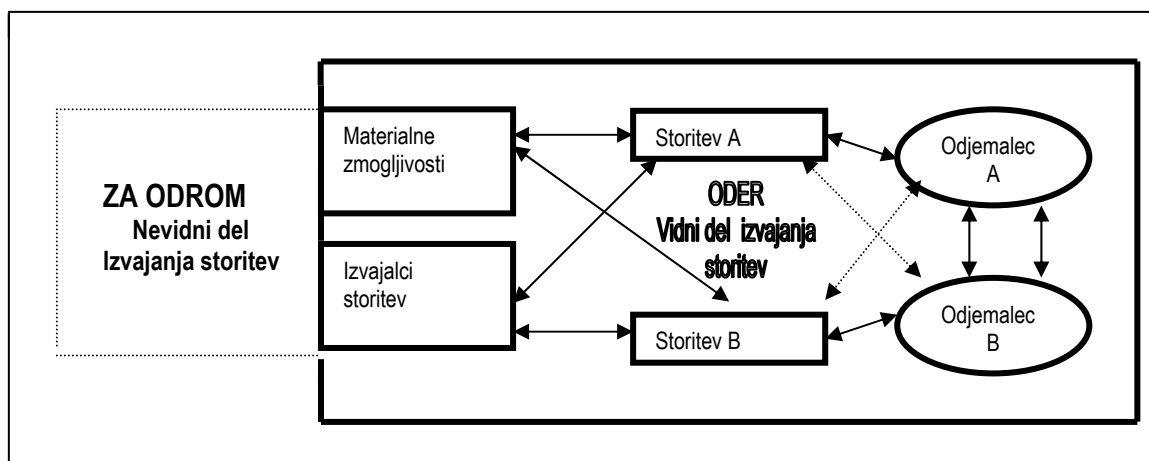 ZA ODROM
Nevidni del
Izvajanja storitev
Materialne
zmogljivosti
Izvajalci
storitev
Storitev A
ODER
Vidni del izvajanja
storitev
Storitev B
Odjemalec
A
Odjemalec
B